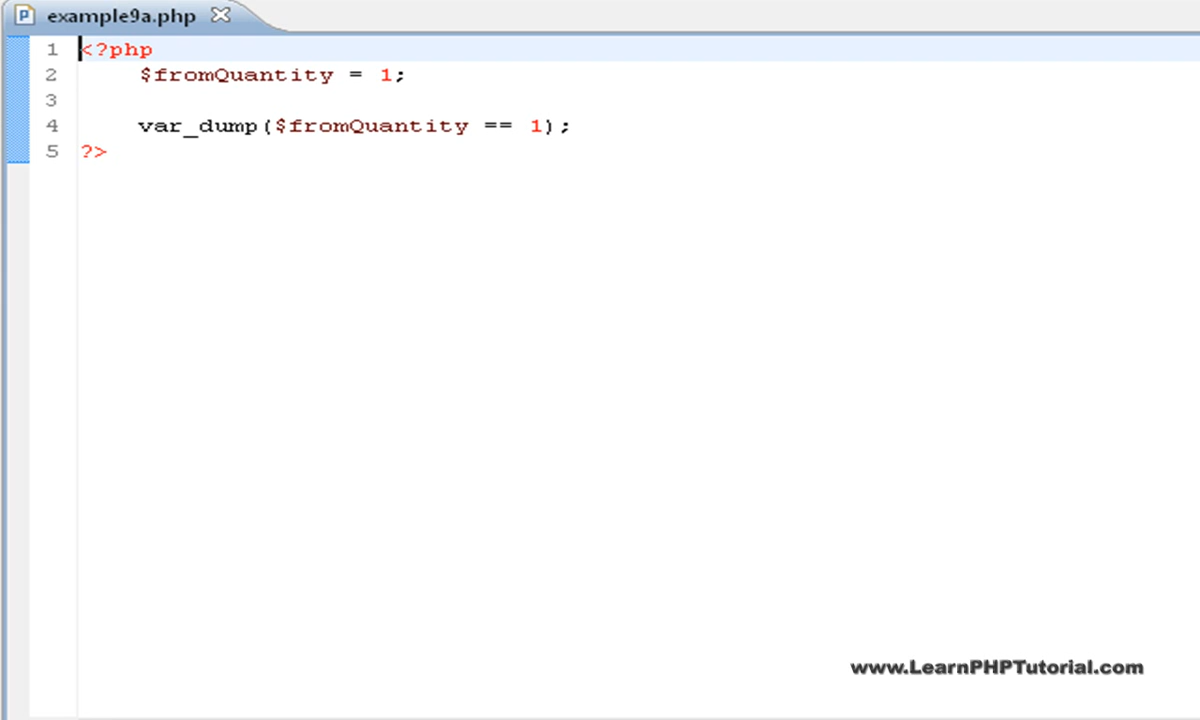 example9a.php
1 <?php
2 $fromQuantity = 1;
3
4 var_dump($fromQuantity == 1);
5 ?>
www.LearnPHPTutorial.com